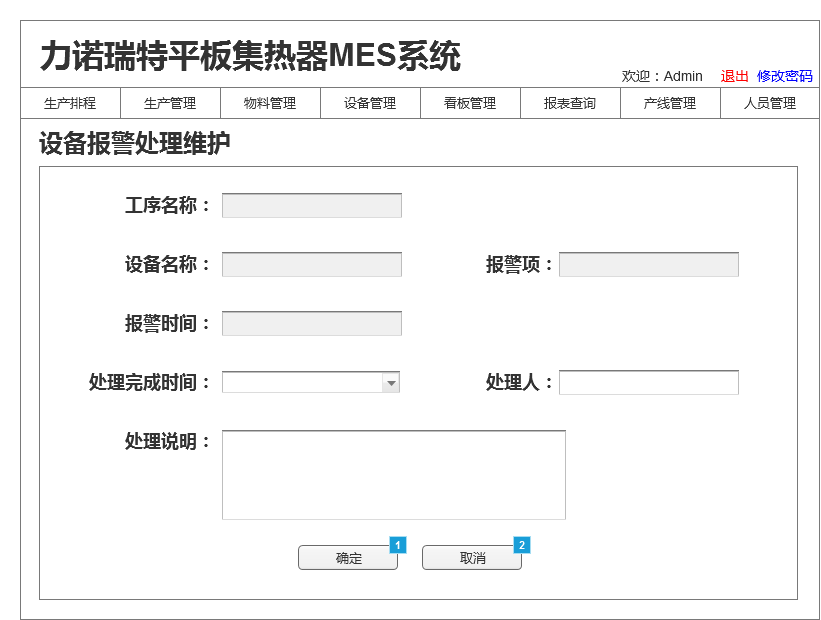 力诺瑞特平板集热器MES系统
欢迎：Admin 退出 修改密码
生产排程 生产管理 物料管理 设备管理 看板管理 报表查询 产线管理 人员管理
设备报警处理维护
工序名称：
设备名称： 报警项：
报警时间：
处理完成时间： 处理人：
处理说明：
确定 1 取消 2